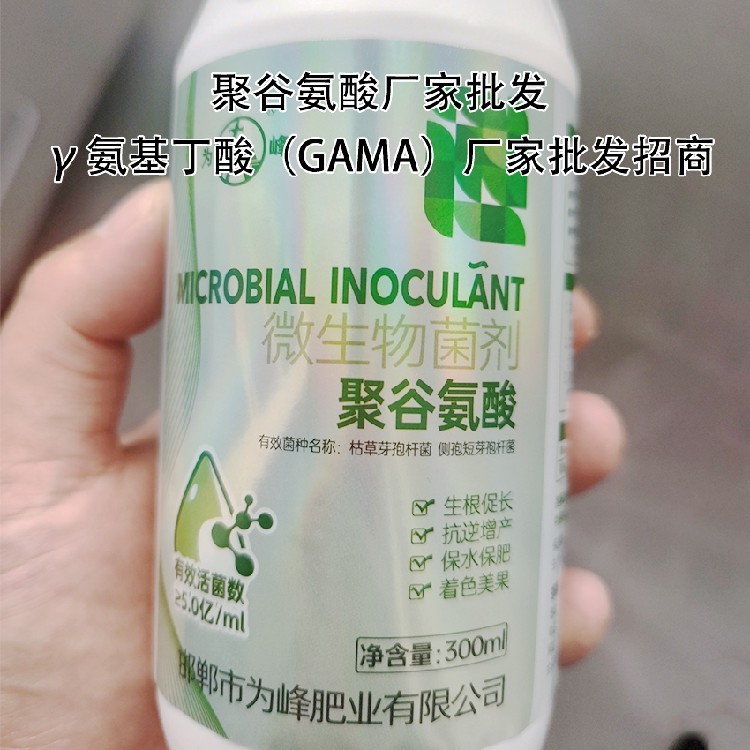 聚谷氨酸厂家批发
γ氨基丁酸（GAMA）厂家批发招商
峰
MICROBIAL INOCULANT
微生物菌剂
聚谷氨酸
有效菌种名称：枯草芽孢杆菌 侧孢短芽孢杆菌
生根促长
抗逆增产
保水保肥
着色美果
有效活菌数
≥5.0亿/ml
净含量:300ml
邯郸市为峰肥业有限公司